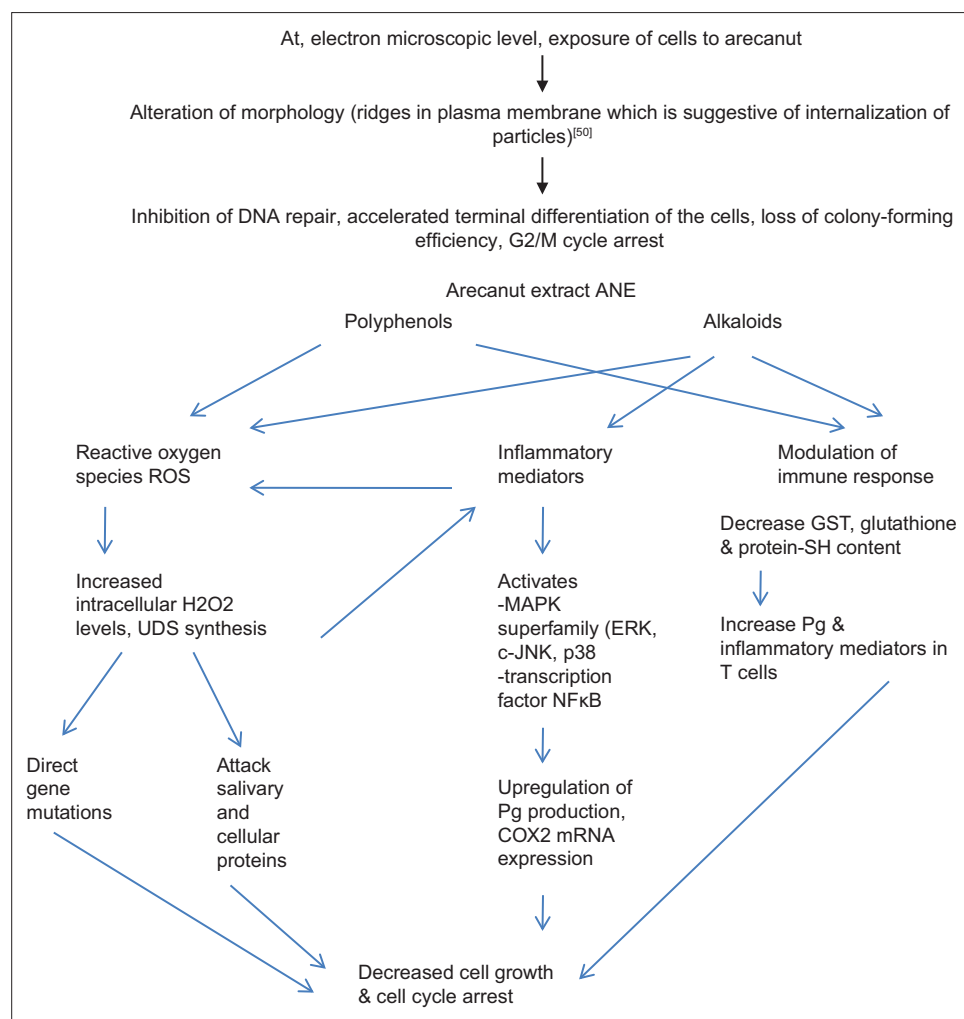 At, electron microscopic level, exposure of cells to arecanut
Alteration of morphology (ridges in plasma membrane which is suggestive of internalization of
particles)[50]
Inhibition of DNA repair, accelerated terminal differentiation of the cells, loss of colony-forming
efficiency, G2/M cycle arrest
Arecanut extract ANE
Polyphenols
Alkaloids
Reactive oxygen
species ROS
Inflammatory
mediators
Modulation of
immune response
Decrease GST, glutathione
& protein-SH content
Increased
intracellular H2O2
levels, UDS synthesis
Activates
-MAPK
superfamily (ERK,
c-JNK, p38
-transcription
factor NFκB
Increase Pg &
inflammatory mediators in
T cells
Direct
gene
mutations
Attack
salivary
and
cellular
proteins
Upregulation of
Pg production,
COX2 mRNA
expression
Decreased cell growth
& cell cycle arrest